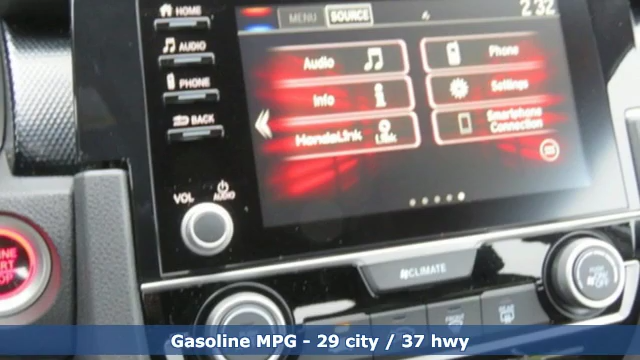 HOME
MENU
SOURCE
2:32
AUDIO
Audio
Phone
PHONE
Info
Settings
BACK
HondaLink
Link
Smartphone
Connection
VOL
AUDIO
CLIMATE
Gasoline MPG - 29 city / 37 hwy